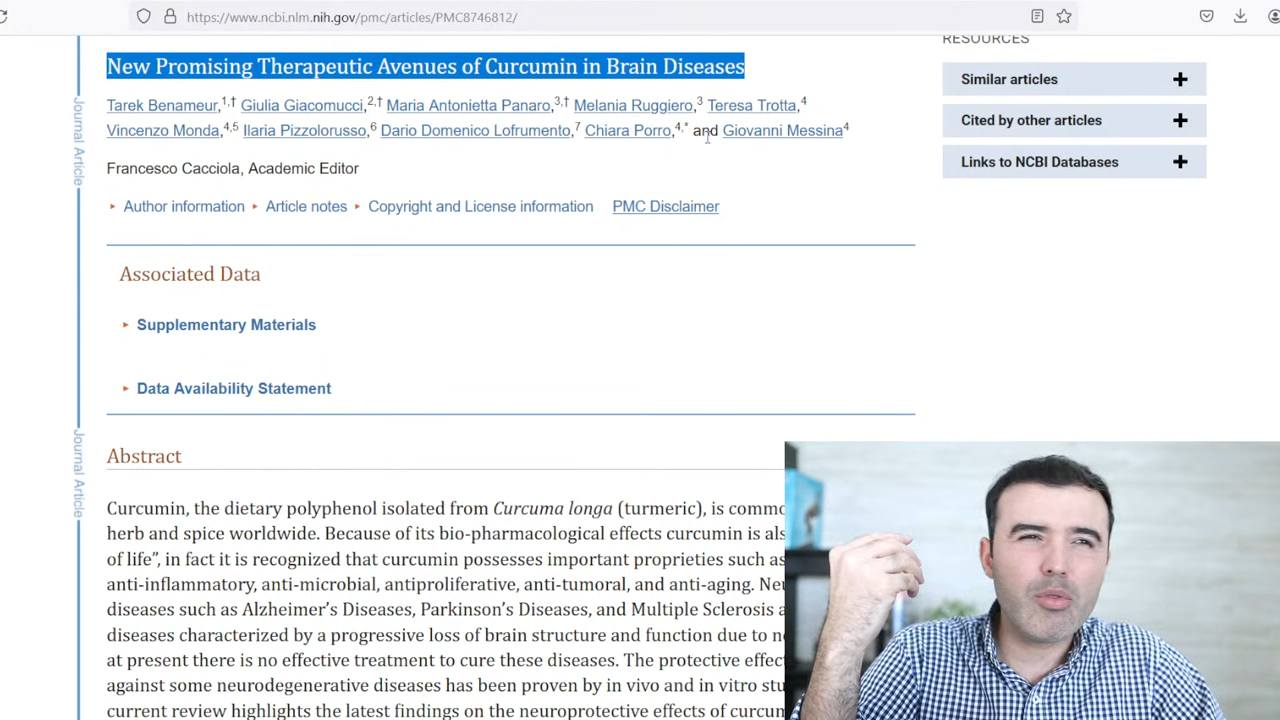 https://www.ncbi.nlm.nih.gov/pmc/articles/PMC8746812/
RESOURCES
New Promising Therapeutic Avenues of Curcumin in Brain Diseases
Similar articles
Tarek Benameur,1,† Giulia Giacomucci,2,† Maria Antonietta Panaro,3,† Melania Ruggiero,3 Teresa Trotta,4
Cited by other articles
Vincenzo Monda,4,5 Ilaria Pizzolorusso,6 Dario Domenico Lofrumento,7 Chiara Porro,4,* and Giovanni Messina4
Links to NCBI Databases
Francesco Cacciola, Academic Editor
Author information Article notes Copyright and License information PMC Disclaimer
Journal Article
Associated Data
Supplementary Materials
Data Availability Statement
Journal Article
Abstract
Curcumin, the dietary polyphenol isolated from Curcuma longa (turmeric), is
herb and spice worldwide. Because of its bio-pharmacological effects curcumin is
of life”, in fact it is recognized that curcumin possesses important proprieties such as
anti-inflammatory, anti-microbial, antiproliferative, anti-tumoral, and anti-aging.
diseases such as Alzheimer’s Diseases, Parkinson’s Diseases, and Multiple Sclerosis
diseases characterized by a progressive loss of brain structure and function due to
at present there is no effective treatment to cure these diseases. The protective
against some neurodegenerative diseases has been proven by in vivo and in vitro
current review highlights the latest findings on the neuroprotective effects of